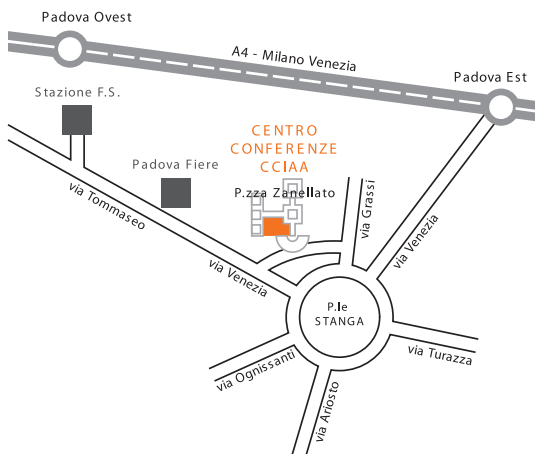 Padova Ovest
A4 - Milano Venezia
Padova Est
Stazione F.S.
CENTRO
CONFERENZE
CCIAA
Padova Fiere
P.zza Zanellato
via Tommaseo
via Grassi
via Venezia
via Venezia
P.le
STANGA
via Turazza
via Ognissanti
via Ariosto